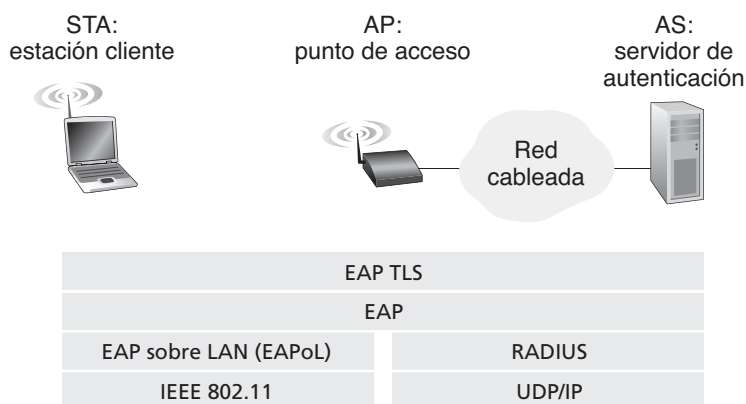 STA:
estación cliente
AP:
punto de acceso
AS:
servidor de
autenticación
Red
cableada
EAP TLS
EAP
EAP sobre LAN (EAPoL)
RADIUS
IEEE 802.11
UDP/IP